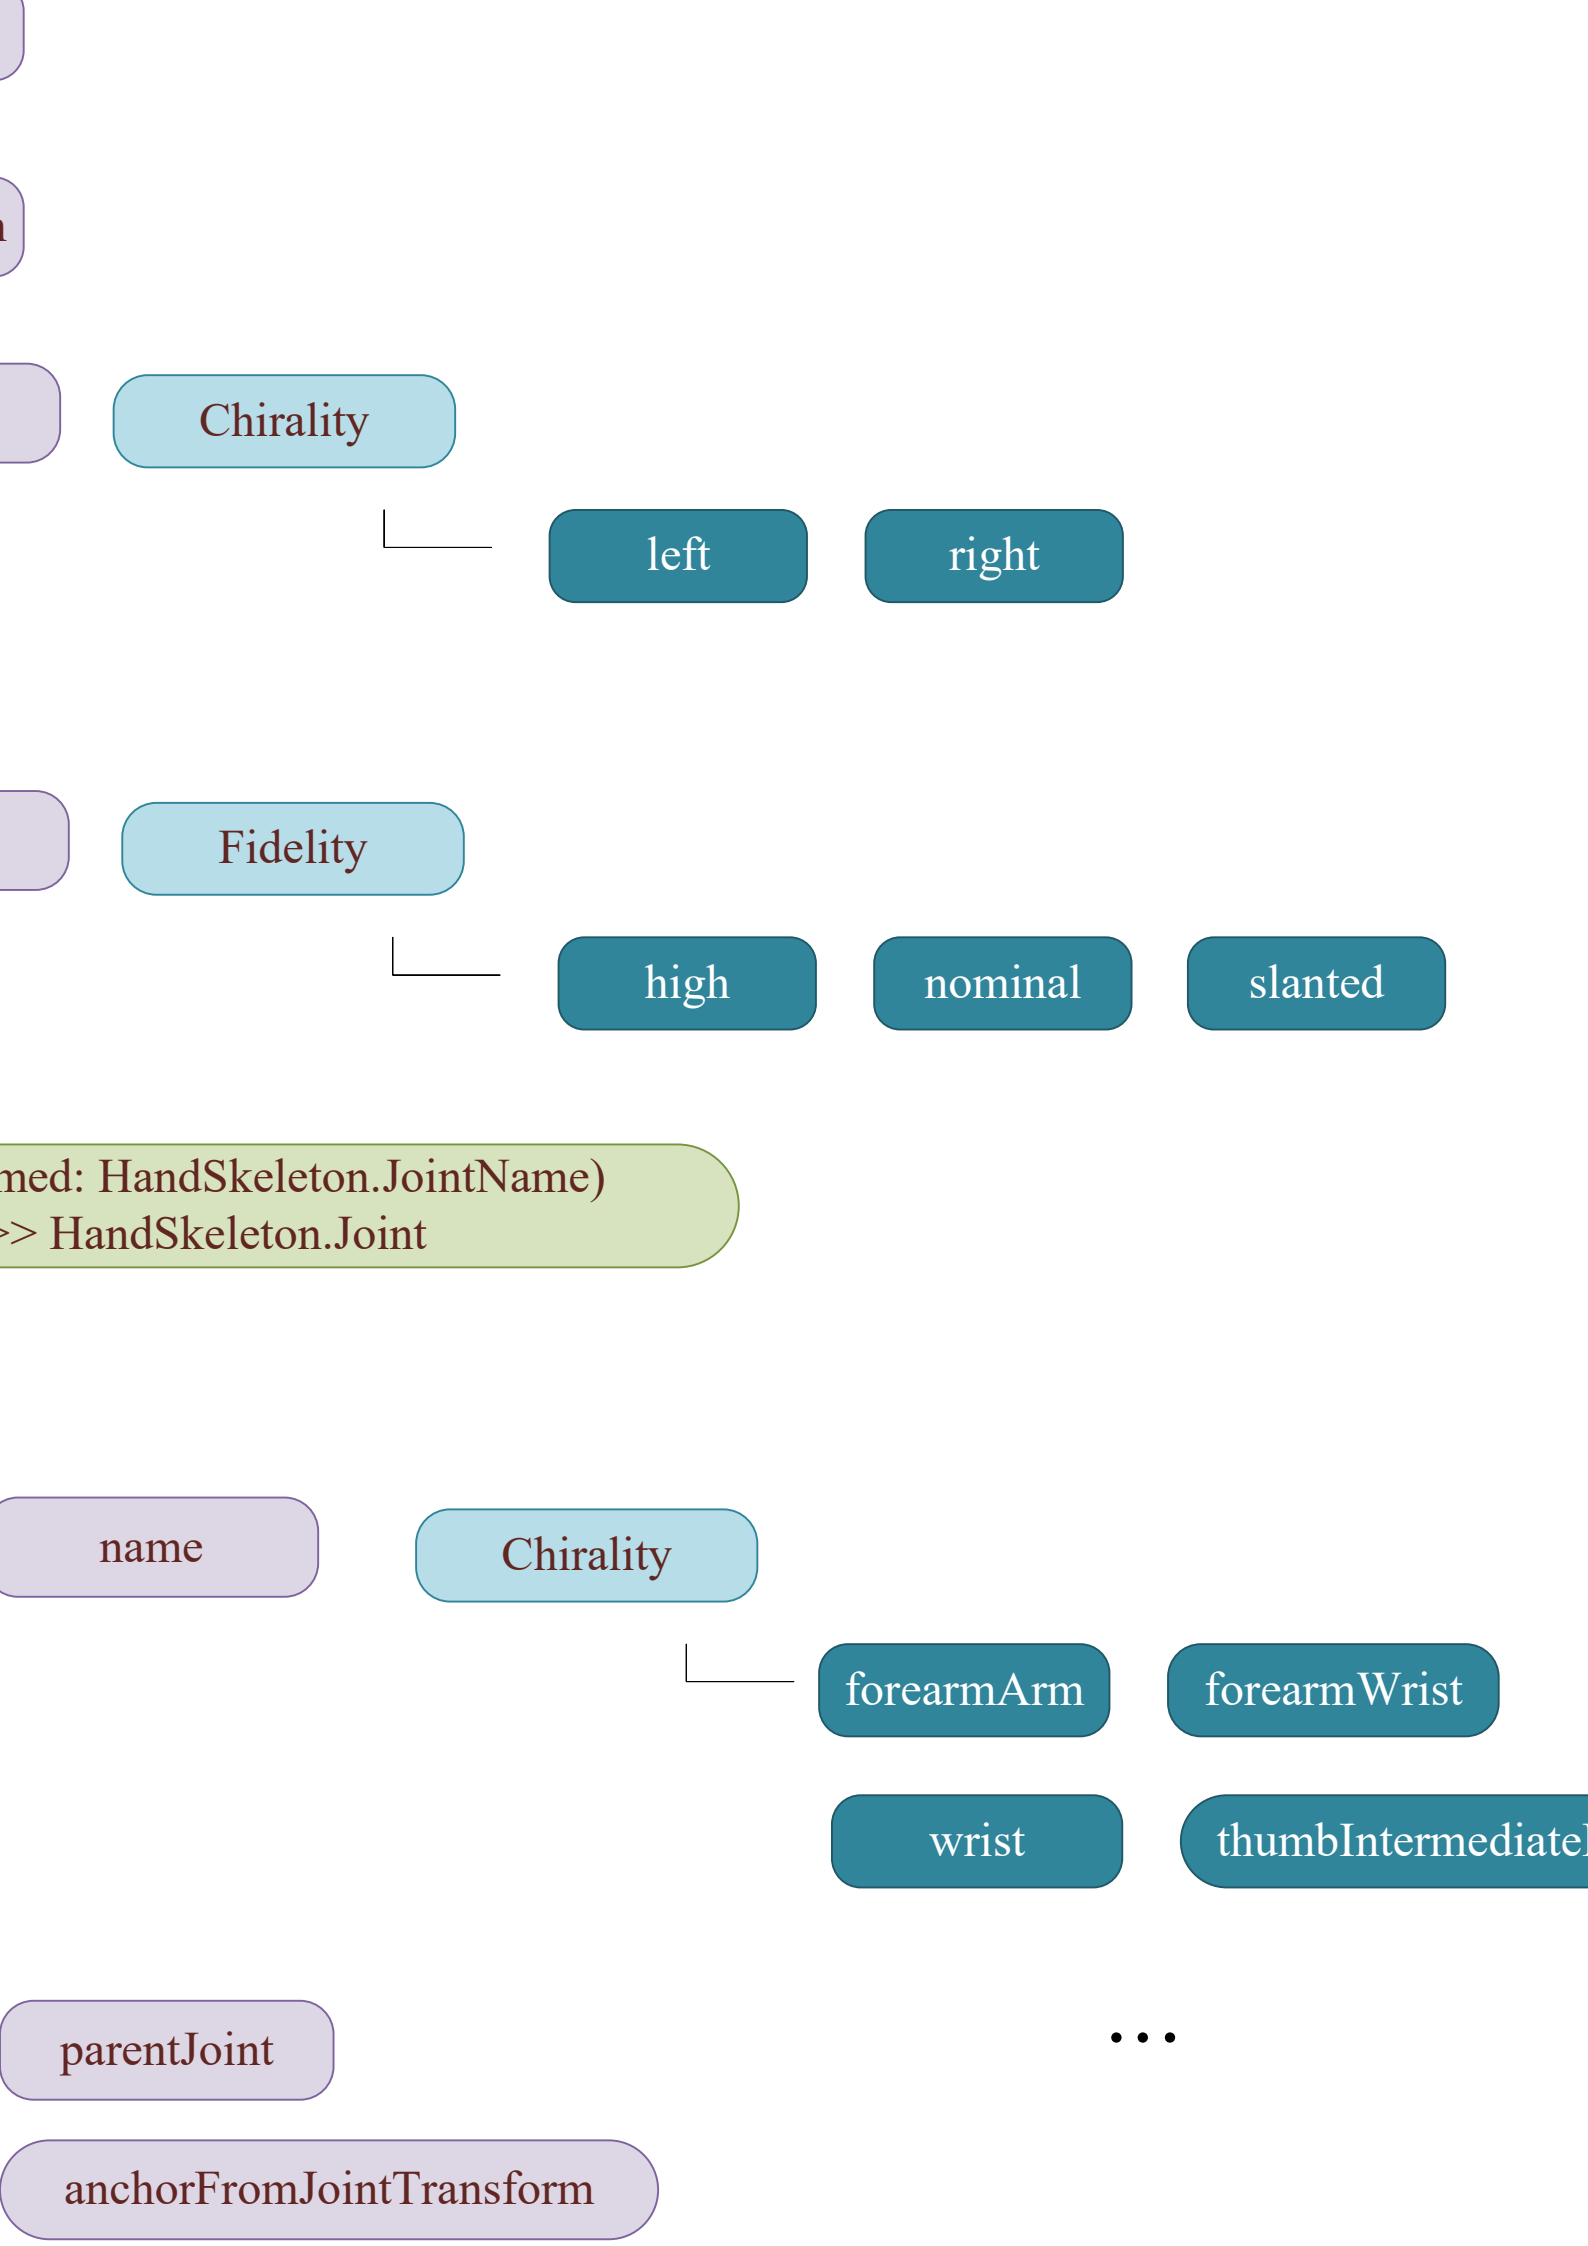 Chirality
left right
Fidelity
high nominal slanted
med: HandSkeleton.JointName)
>> HandSkeleton.Joint
name Chirality
forearmArm forearmWrist
wrist thumbIntermediate
parentJoint
...
anchorFromJointTransform